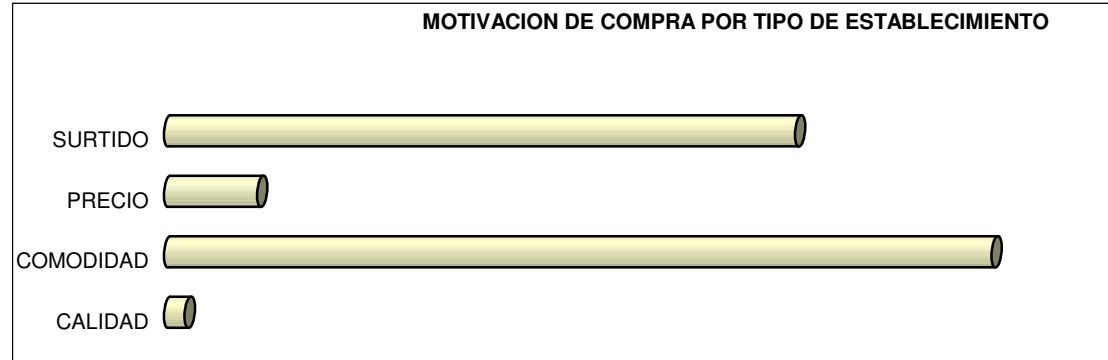 MOTIVACION DE COMPRA POR TIPO DE ESTABLECIMIENTO
SURTIDO
PRECIO
COMODIDAD
CALIDAD